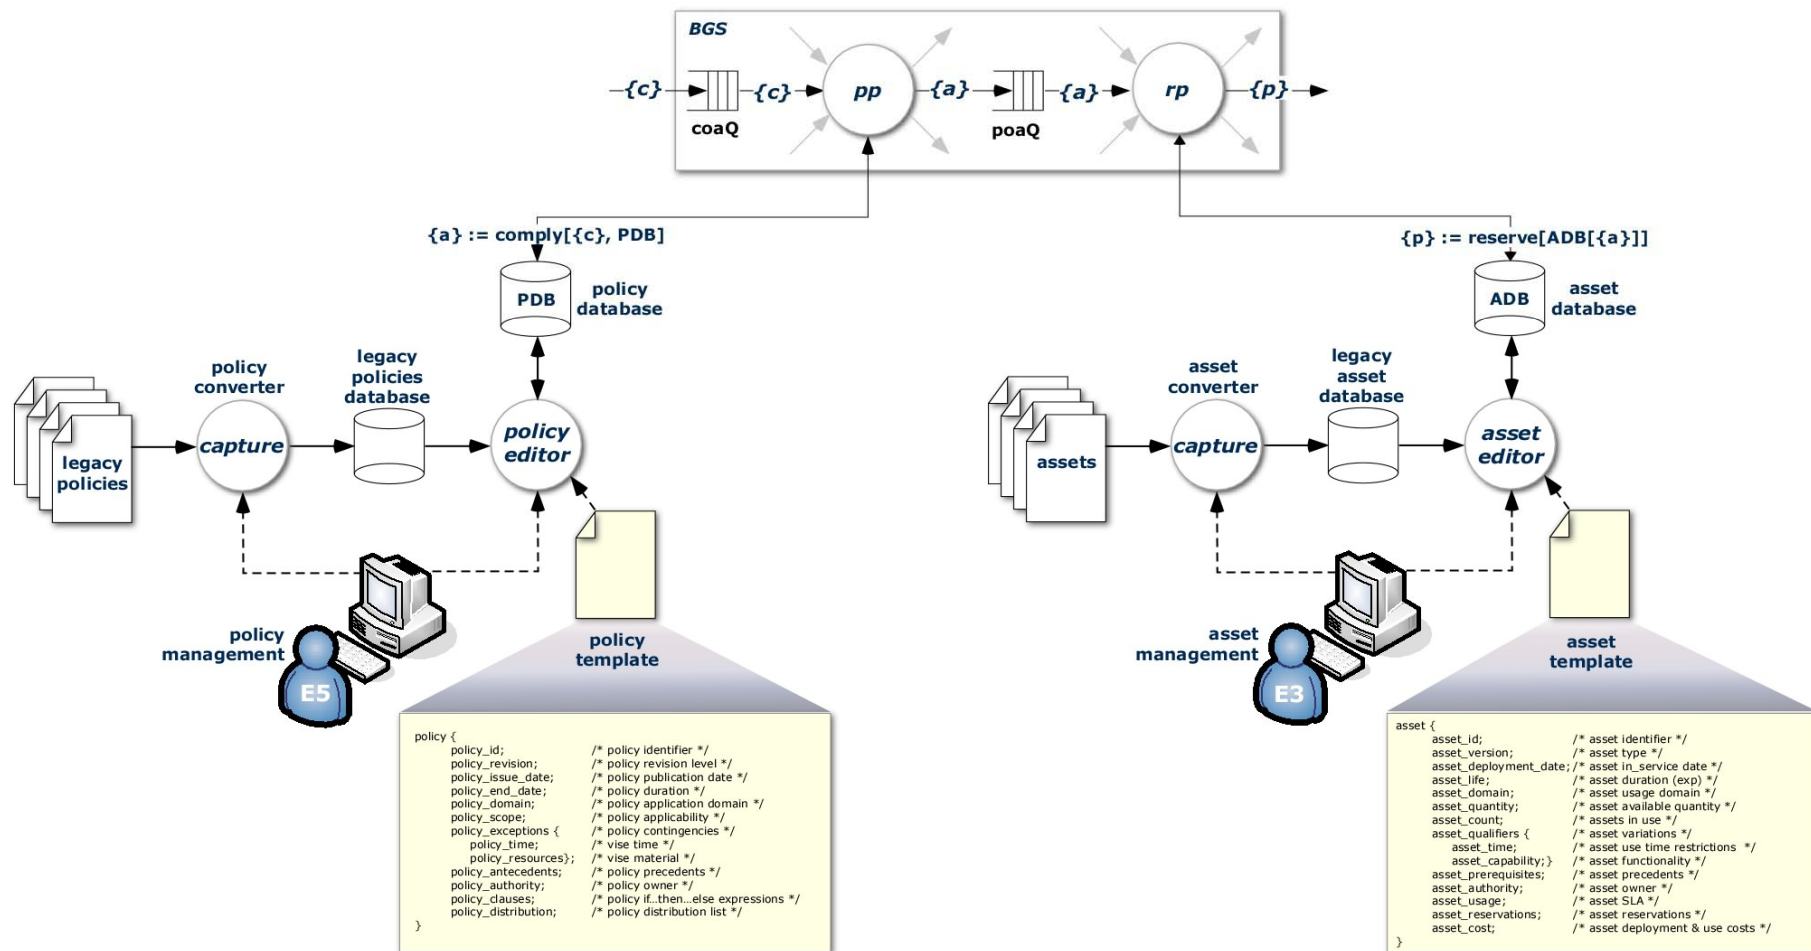 BGS
{c}
{c}
pp
{a}
{a}
rp
{p}
coaQ
poaQ
{a} := comply[{c}, PDB]
PDB
policy
database
policy
converter
legacy
policies
database
capture
policy
editor
legacy
policies
policy
management
E5
policy
template
policy {
policy_id; /* policy identifier */
policy_revision; /* policy revision level */
policy_issue_date; /* policy publication date */
policy_end_date; /* policy duration */
policy_domain; /* policy application domain */
policy_scope; /* policy applicability */
policy_exceptions { /* policy contingencies */
policy_time; /* vise time */
policy_resources}; /* vise material */
policy_antecedents; /* policy precedents */
policy_authority; /* policy owner */
policy_clauses; /* policy if...then...else expressions */
policy_distribution; /* policy distribution list */
}
{p} := reserve[ADB[{a}]]
ADB
asset
database
asset
converter
legacy
asset
database
capture
asset
editor
assets
asset
management
E3
asset
template
asset {
asset_id; /* asset identifier */
asset_version; /* asset type */
asset_deployment_date; /* asset in_service date */
asset_life; /* asset duration (exp) */
asset_domain; /* asset usage domain */
asset_quantity; /* asset available quantity */
asset_count; /* assets in use */
asset_qualifiers { /* asset variations */
asset_time; /* asset use time restrictions */
asset_capability;} /* asset functionality */
asset_prerequisites; /* asset precedents */
asset_authority; /* asset owner */
asset_usage; /* asset SLA */
asset_reservations; /* asset reservations */
asset_cost; /* asset deployment & use costs */
}